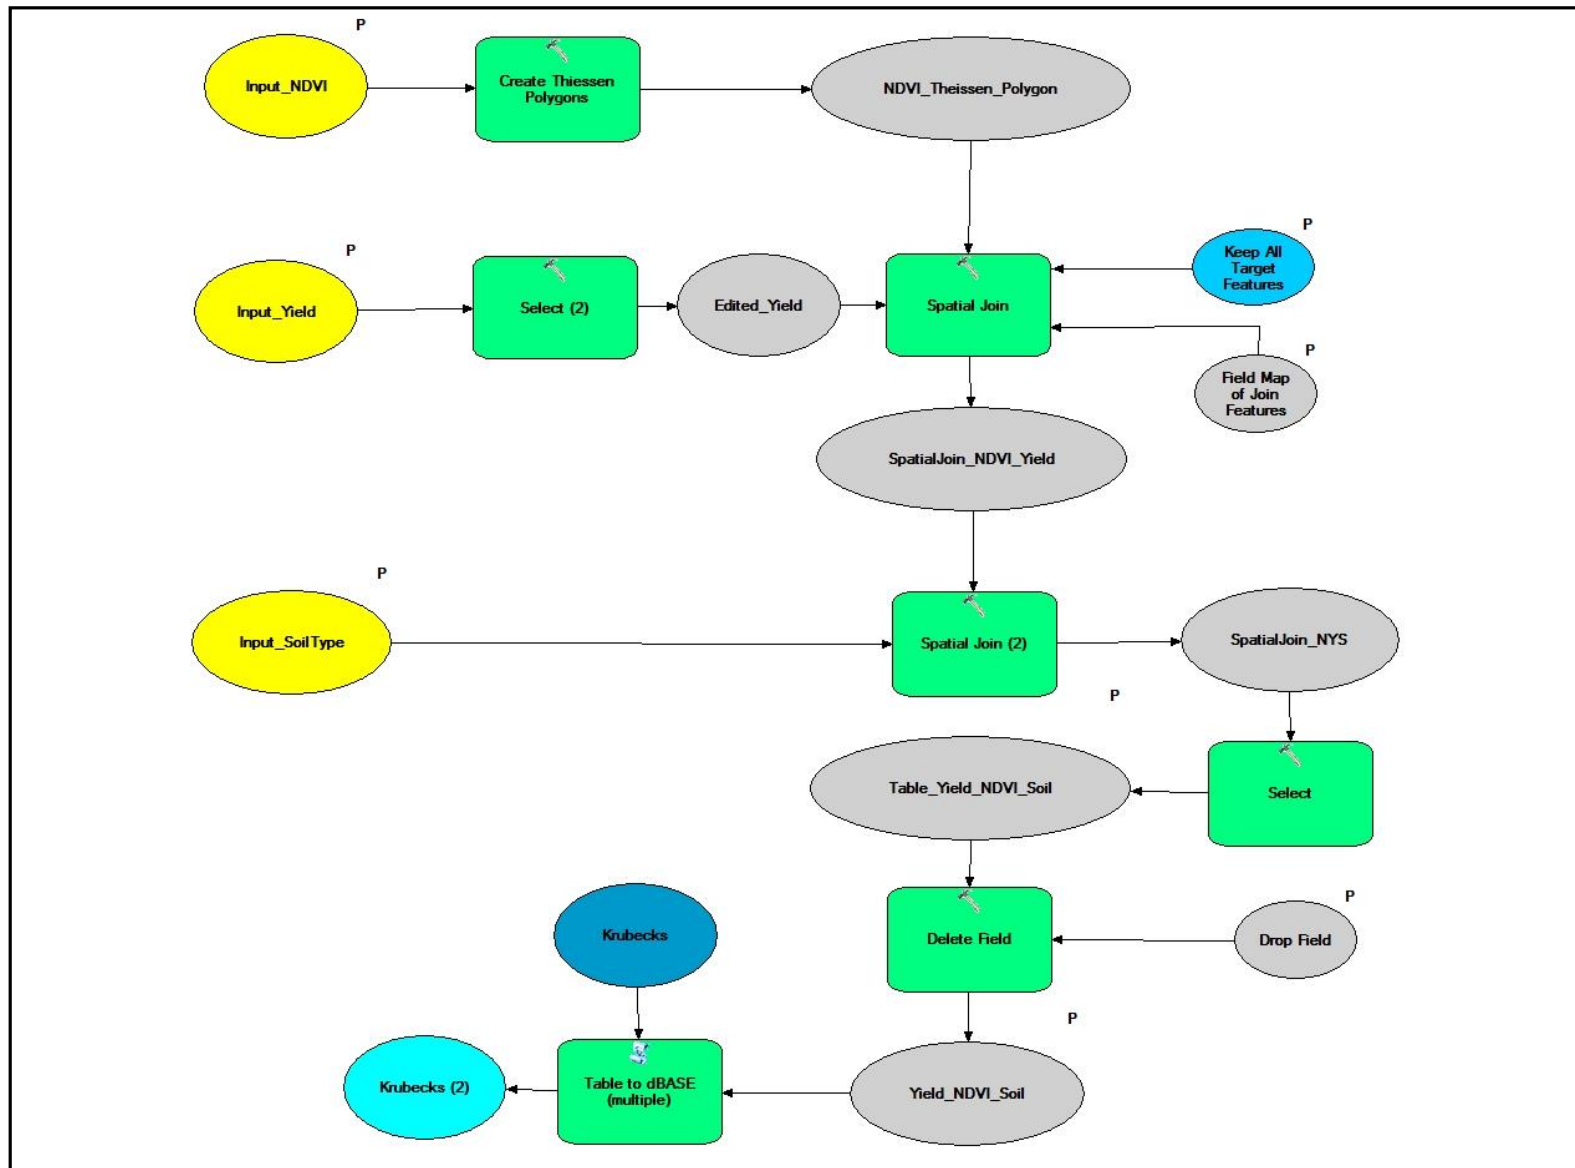 P
Input_NDVI
Create Thiessen
Polygons
NDVI_Theissen_Polygon
P
P
Input_Yield
Select (2)
Edited_Yield
Spatial Join
Keep All
Target
Features
P
Field Map
of Join
Features
SpatialJoin_NDVI_Yield
P
Input_SoilType
Spatial Join (2)
SpatialJoin_NYS
P
Table_Yield_NDVI_Soil
Select
P
Krubecks
Delete Field
Drop Field
P
Krubecks (2)
Table to dBASE
(multiple)
Yield_NDVI_Soil